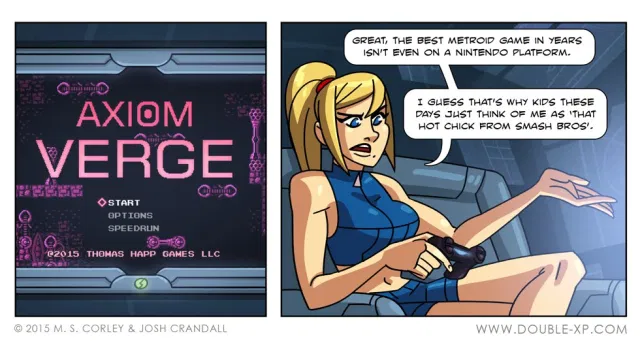 AXIOM
VERGE
START
OPTIONS
SPEEDRUN
©2015 THOMAS HAPP GAMES LLC
GREAT, THE BEST METROID GAME IN YEARS
ISN'T EVEN ON A NINTENDO PLATFORM.
I GUESS THAT'S WHY KIDS THESE
DAYS JUST THINK OF ME AS 'THAT
HOT CHICK FROM SMASH BROS'.
© 2015 M. S. CORLEY & JOSH CRANDALL
WWW.DOUBLE-XP.COM